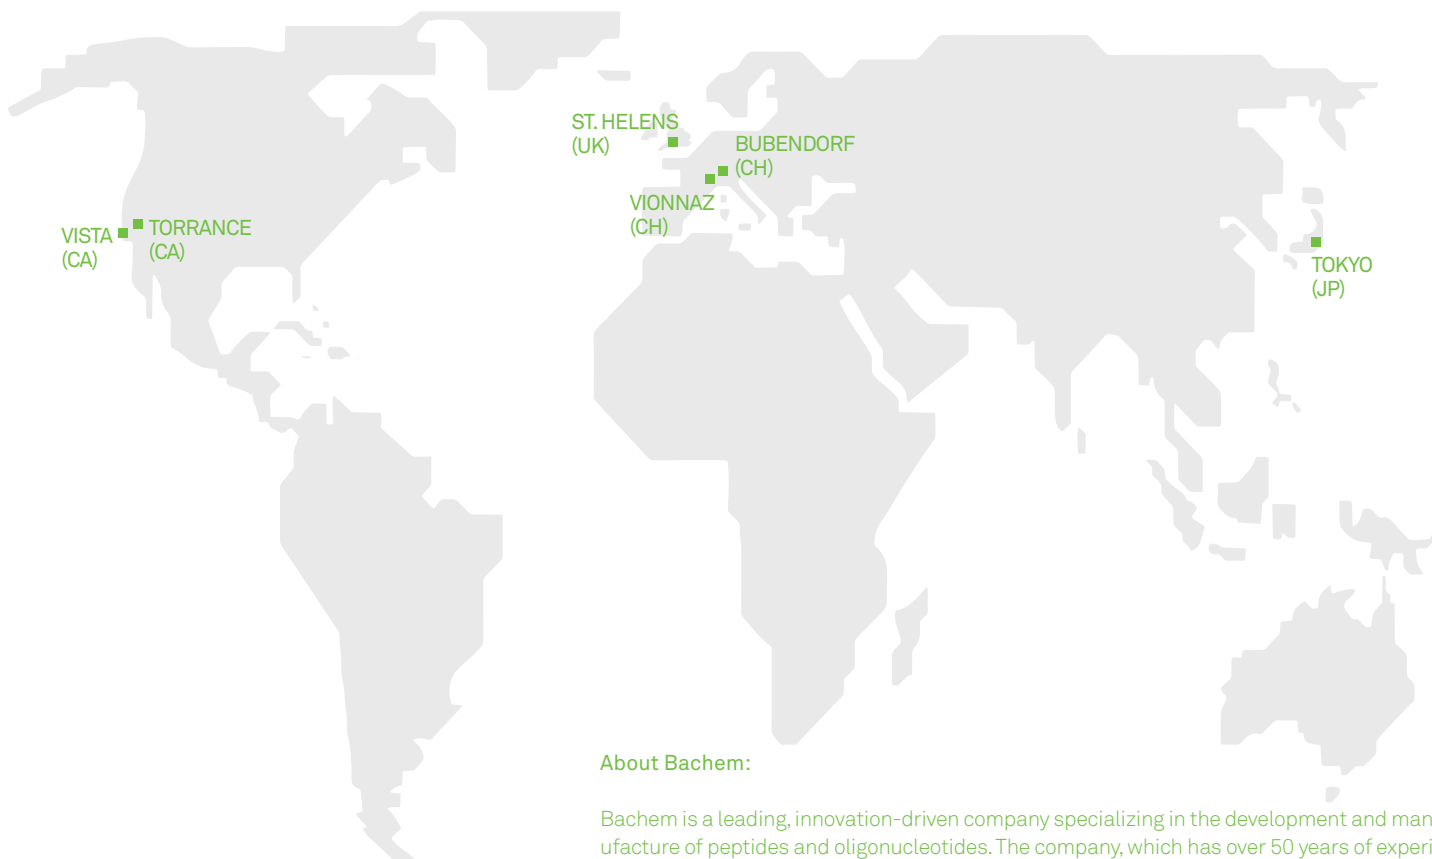 ST. HELENS
(UK)
BUBENDORF
(CH)
VIONNAZ
(CH)
VISTA
(CA)
TORRANCE
(CA)
TOKYO
(JP)
About Bachem:
Bachem is a leading, innovation-driven company specializing in the development and man
ufacture of peptides and oligonucleotides. The company, which has over 50 years of experi